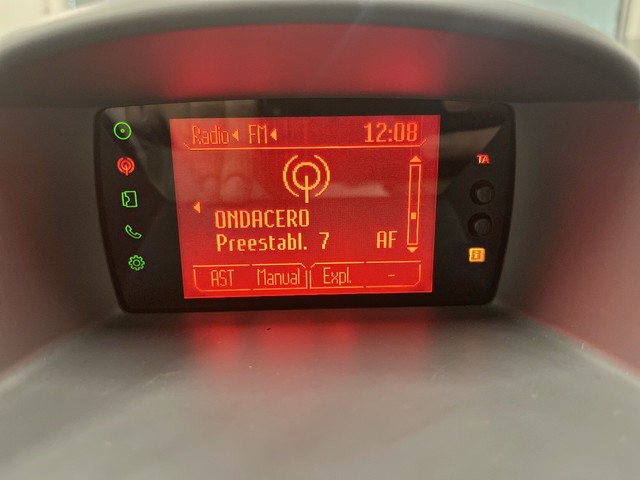 Radio FM 12:08
TA
ONDACERO
Preestabl. 7 AF
AST Manual Expl. -